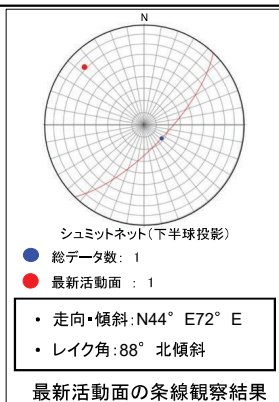 N
シュミットネット(下半球投影)
総データ数: 1
最新活動面 : 1
・ 走向・傾斜:N44° E72° E
・ レイク角:88° 北傾斜
最新活動面の条線観察結果